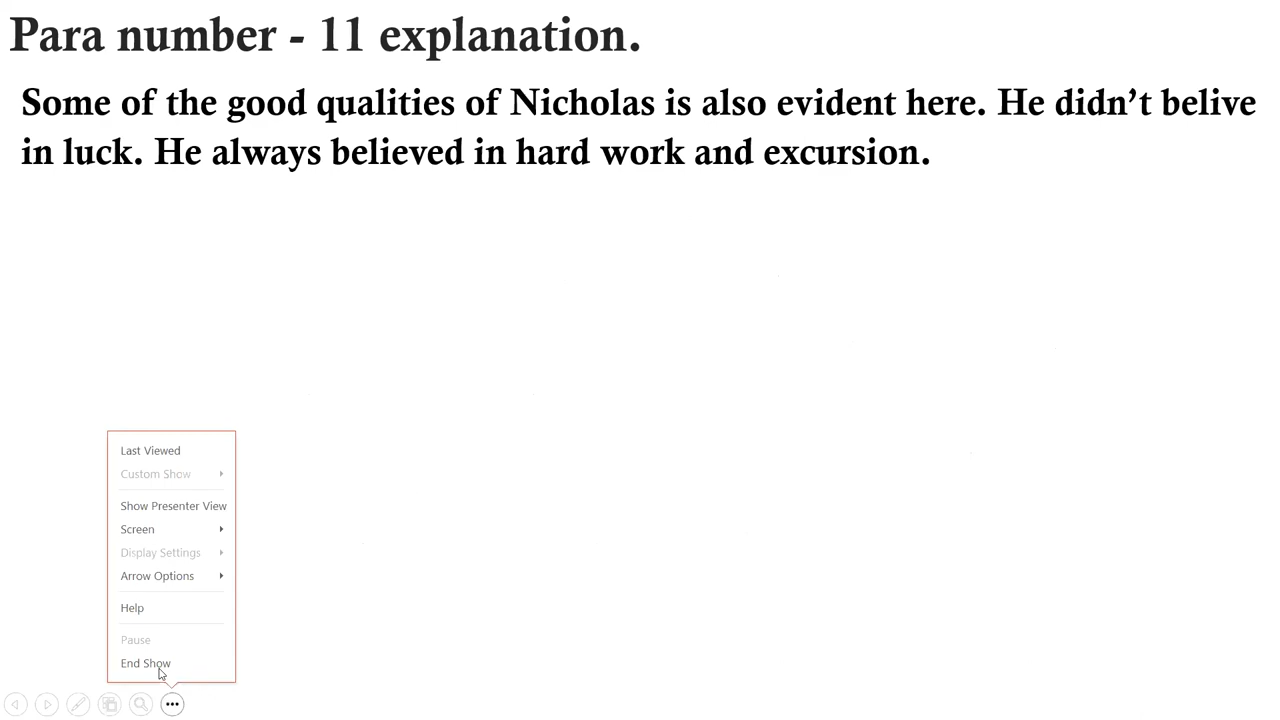 Para number - 11 explanation.
Some of the good qualities of Nicholas is also evident here. He didn’t belive
in luck. He always believed in hard work and excursion.
Last Viewed
Custom Show
Show Presenter View
Screen
Display Settings
Arrow Options
Help
Pause
End Show